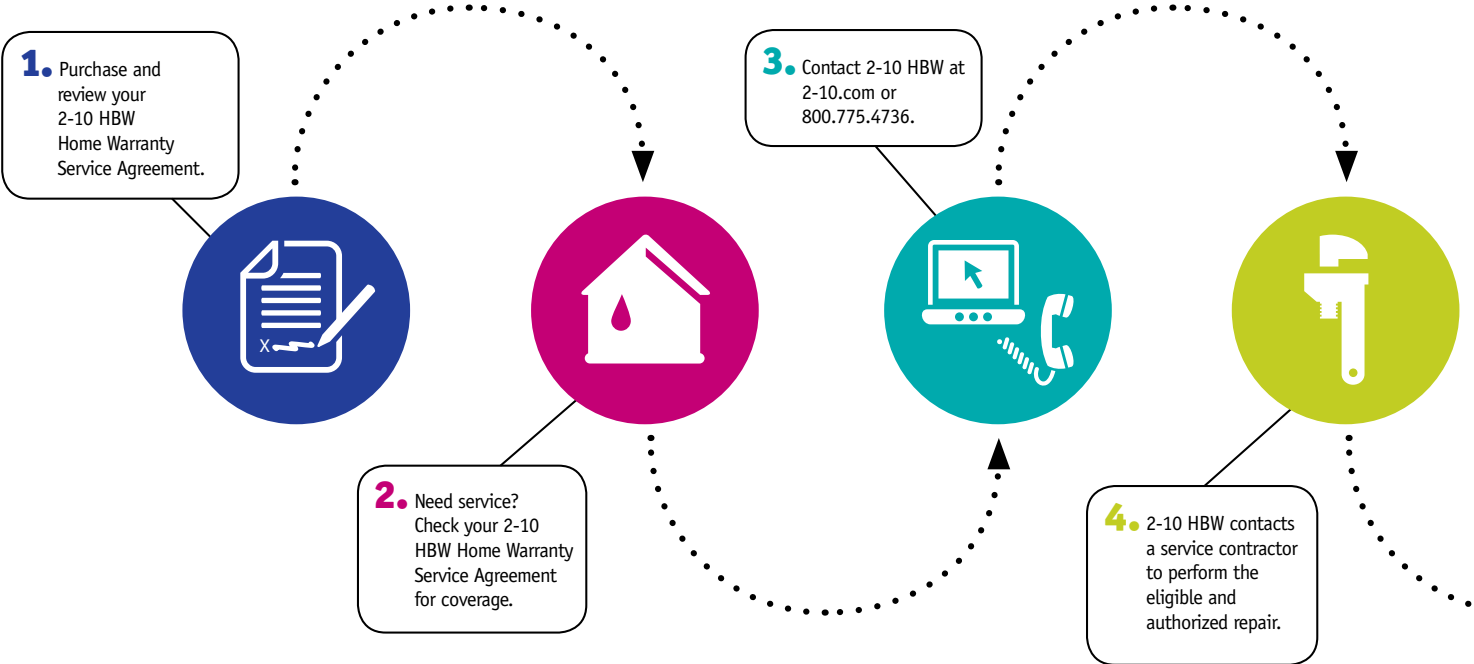 1. Purchase and
review your
2-10 HBW
Home Warranty
Service Agreement.
2. Need service?
Check your 2-10
HBW Home Warranty
Service Agreement
for coverage.
3. Contact 2-10 HBW at
2-10.com or
800.775.4736.
4. 2-10 HBW contacts
a service contractor
to perform the
eligible and
authorized repair.
X